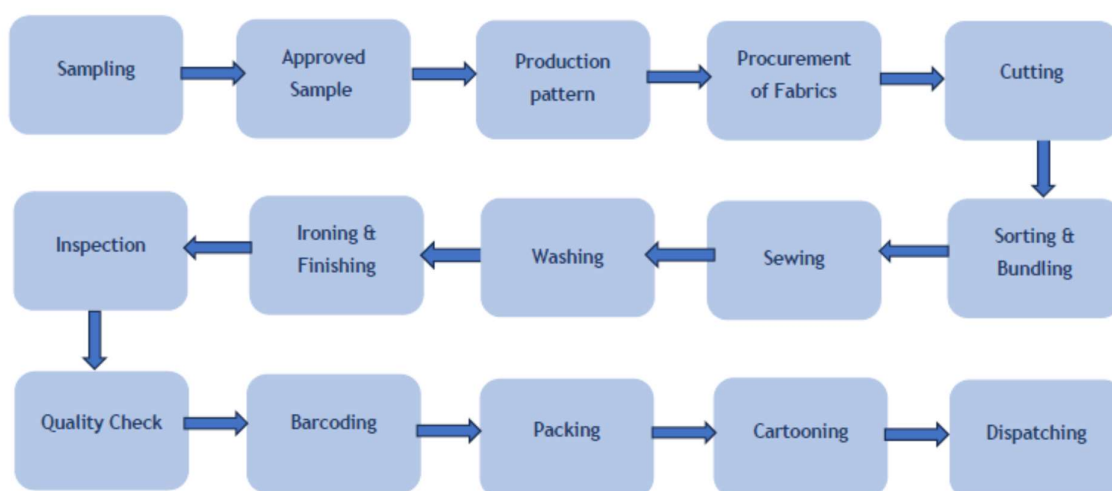 Sampling
Approved
Sample
Production
pattern
Procurement
of Fabrics
Cutting
Sorting &
Bundling
Sewing
Washing
Ironing &
Finishing
Inspection
Quality Check
Barcoding
Packing
Cartooning
Dispatching